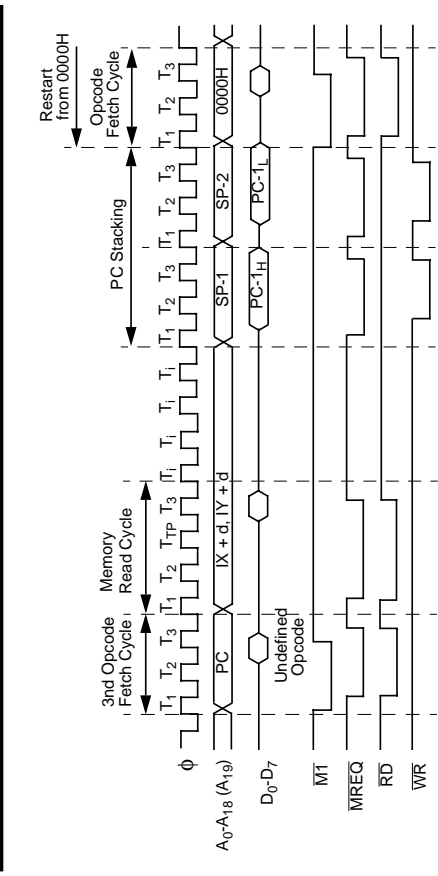 3nd Opcode
Fetch Cycle
Memory
Read Cycle
PC Stacking
Restart
from 0000H
Opcode
Fetch Cycle
T1 T2 T3 T1 T2 TTP T3 Ti Ti Ti Ti T1 T2 T3 T1 T2 T3 T1 T2 T3
ϕ
A0-A18 (A19) PC IX + d, IY + d SP-1 SP-2 0000H
D0-D7 PC-1H PC-1L
Undefined
Opcode
M1
MREQ
RD
WR